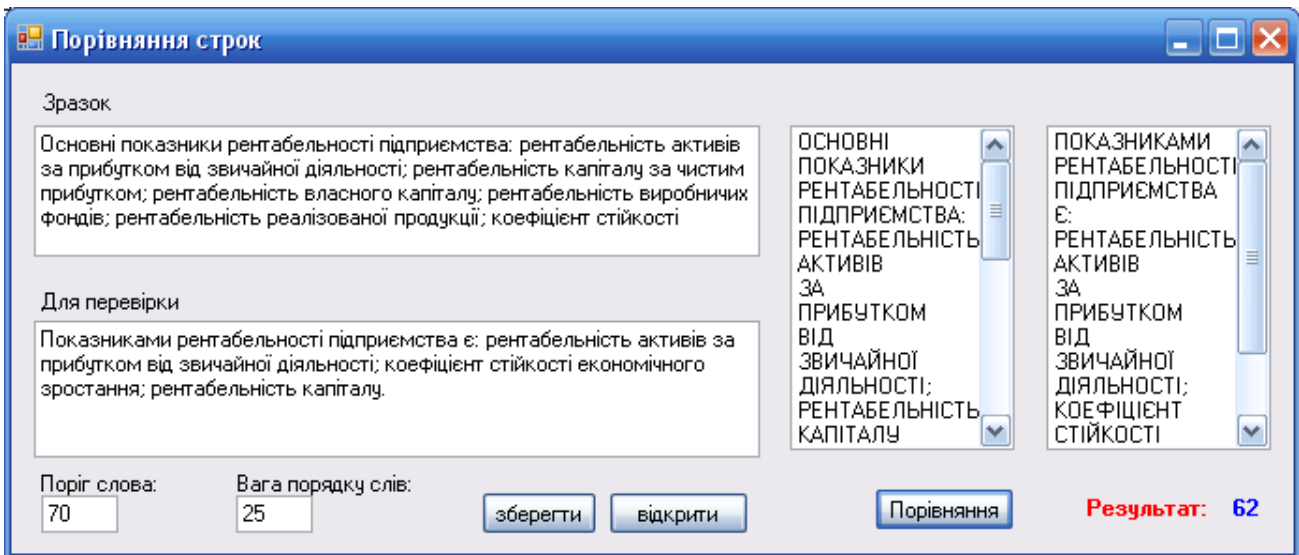 Порівняння строк
Зразок
Основні показники рентабельності підприємства: рентабельність активів
за прибутком від звичайної діяльності; рентабельність капіталу за чистим
прибутком; рентабельність власного капіталу; рентабельність виробничих
фондів; рентабельність реалізованої продукції; коефіцієнт стійкості
Для перевірки
Показниками рентабельності підприємства є: рентабельність активів за
прибутком від звичайної діяльності; коефіцієнт стійкості економічного
зростання; рентабельність капіталу.
ОСНОВНІ
ПОКАЗНИКИ
РЕНТАБЕЛЬНОСТІ
ПІДПРИЄМСТВА:
РЕНТАБЕЛЬНІСТЬ
АКТИВІВ
ЗА
ПРИБУТКОМ
ВІД
ЗВИЧАЙНОЇ
ДІЯЛЬНОСТІ;
РЕНТАБЕЛЬНІСТЬ
КАПІТАЛУ
ПОКАЗНИКАМИ
РЕНТАБЕЛЬНОСТІ
ПІДПРИЄМСТВА
Є:
РЕНТАБЕЛЬНІСТЬ
АКТИВІВ
ЗА
ПРИБУТКОМ
ВІД
ЗВИЧАЙНОЇ
ДІЯЛЬНОСТІ;
КОЕФІЦІЄНТ
СТІЙКОСТІ
Поріг слова:
70
Вага порядку слів:
25
зберегти
відкрити
Порівняння
Результат: 62